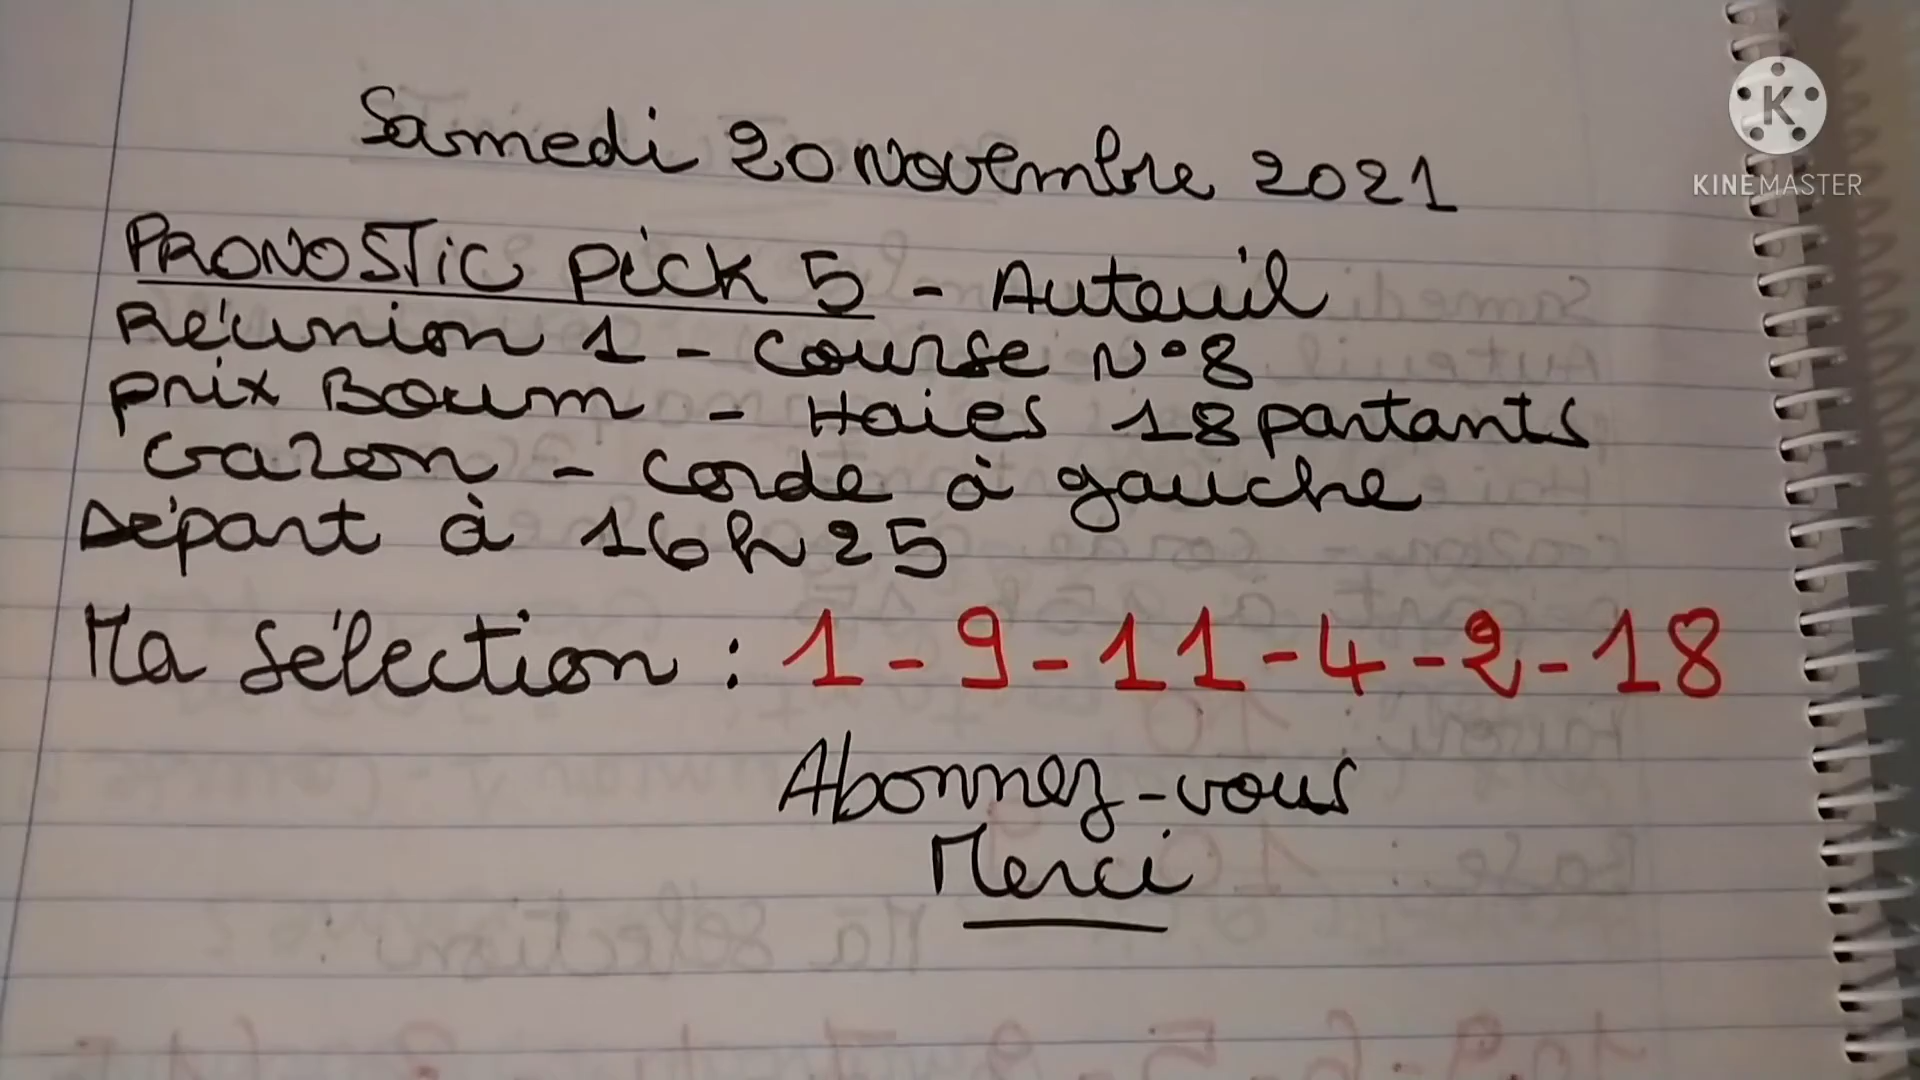 Samedi 20 Novembre 2021
PRONOSTiC PiCK 5 - Auteuil
Réunion 1 - Course N°8
prix Boum - Haies 18 partants
Gazon - Corde à gauche
Départ à 16h25
Ma Sélection : 1 - 9 - 11 - 4 - 2 - 18
Abonnez-vous
Merci
K
KINEMASTER